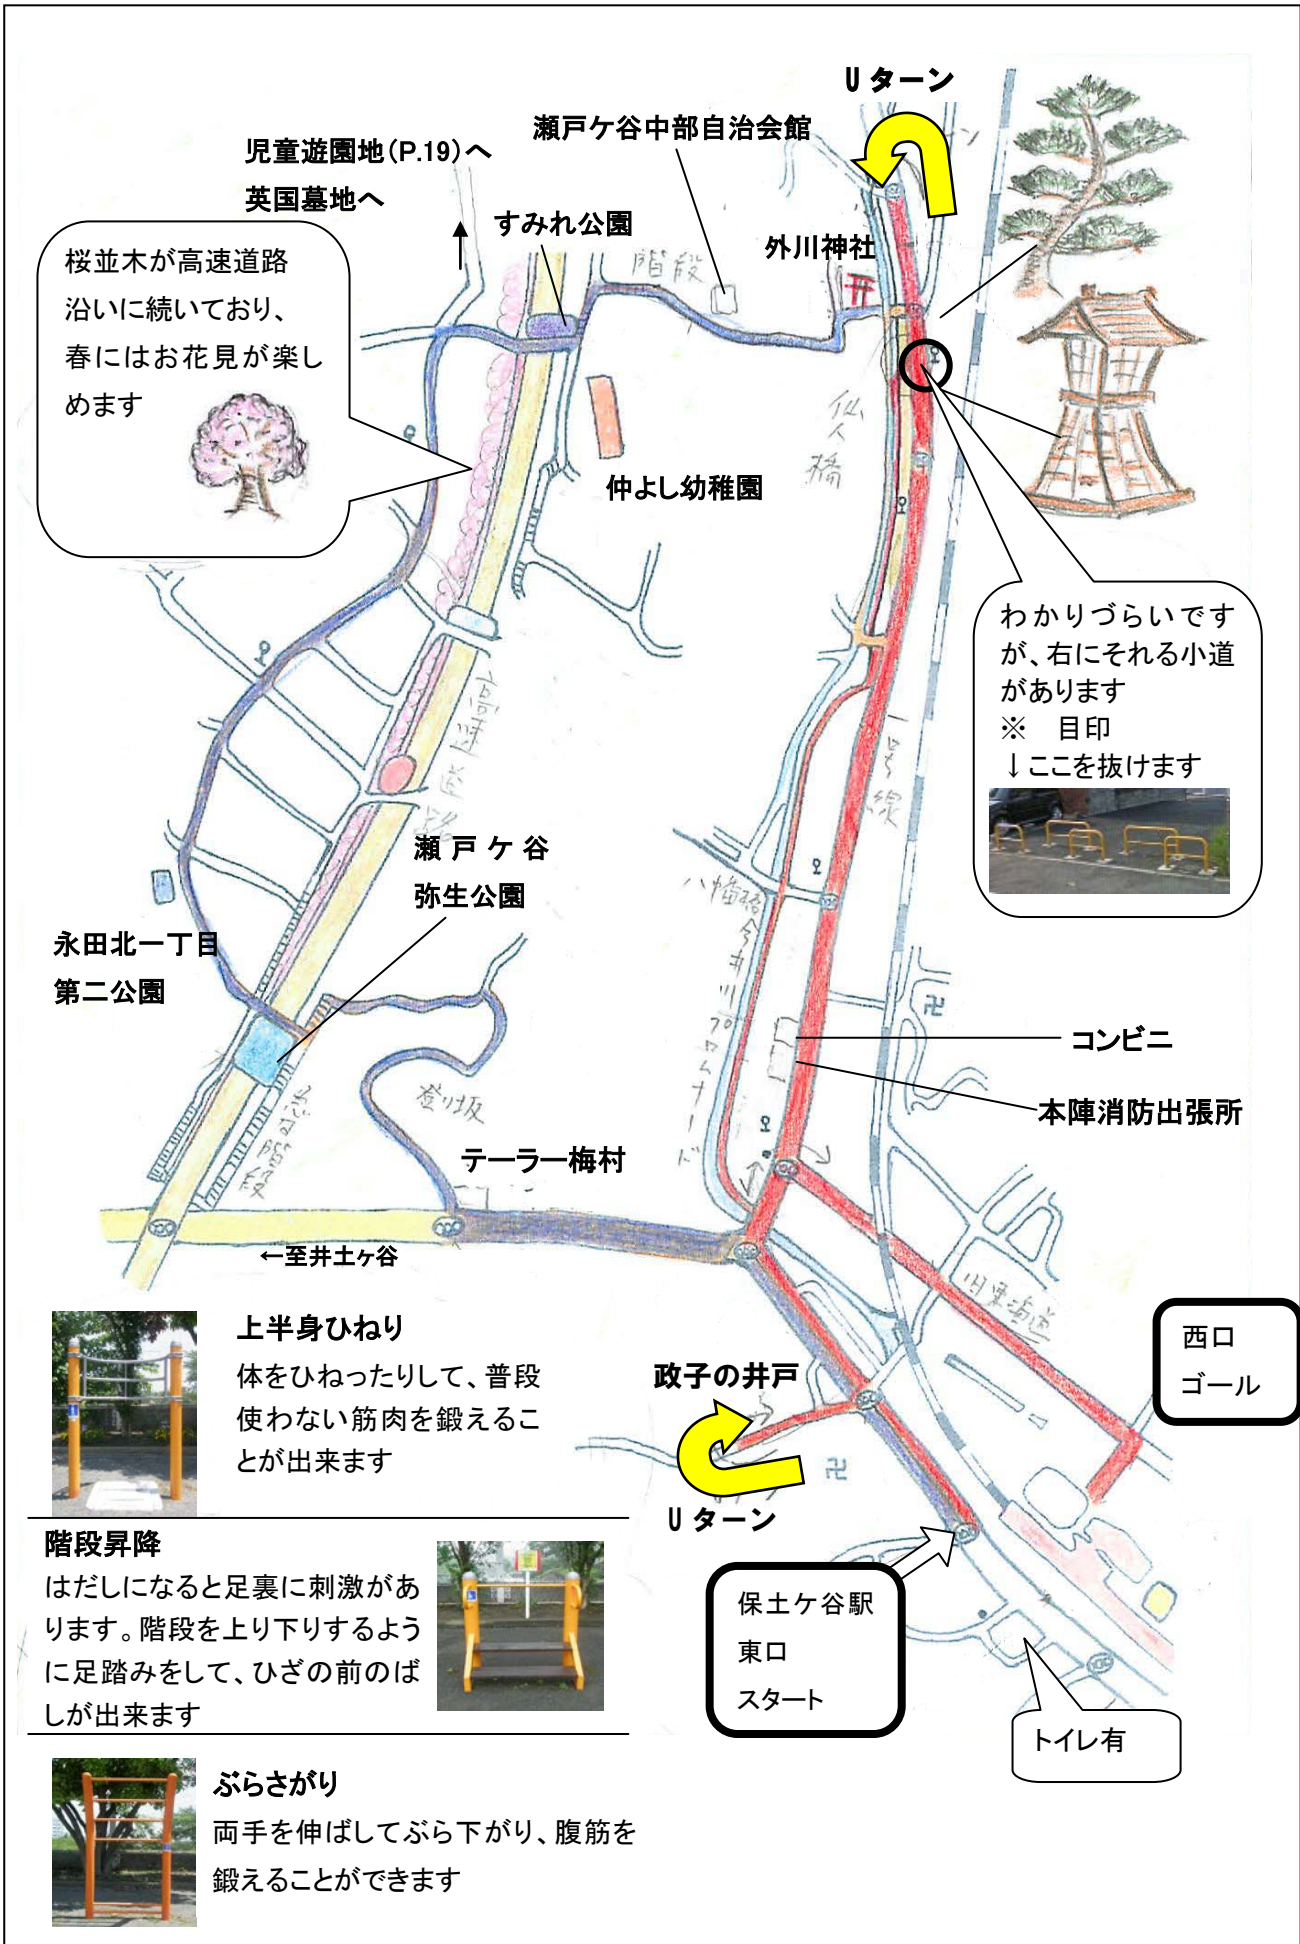 Uターン
瀬戸ケ谷中部自治会館
児童遊園地(P.19)へ
英国墓地へ
すみれ公園
外川神社
階段
桜並木が高速道路
沿いに続いており、
春にはお花見が楽し
めます
仙人橋
仲よし幼稚園
わかりづらいです
が、右にそれる小道
があります
※ 目印
↓ここを抜けます
高速道路
一号線
瀬戸ケ谷
弥生公園
八幡橋
今井川プロムナード
永田北一丁目
第二公園
コンビニ
本陣消防出張所
登り坂
階段
テーラー梅村
←至井土ヶ谷
旧東海道
西口
ゴール
上半身ひねり
体をひねったりして、普段
使わない筋肉を鍛えるこ
とが出来ます
政子の井戸
Uターン
階段昇降
はだしになると足裏に刺激があ
ります。階段を上り下りするよう
に足踏みをして、ひざの前のば
しが出来ます
保土ケ谷駅
東口
スタート
トイレ有
ぶらさがり
両手を伸ばしてぶら下がり、腹筋を
鍛えることができます